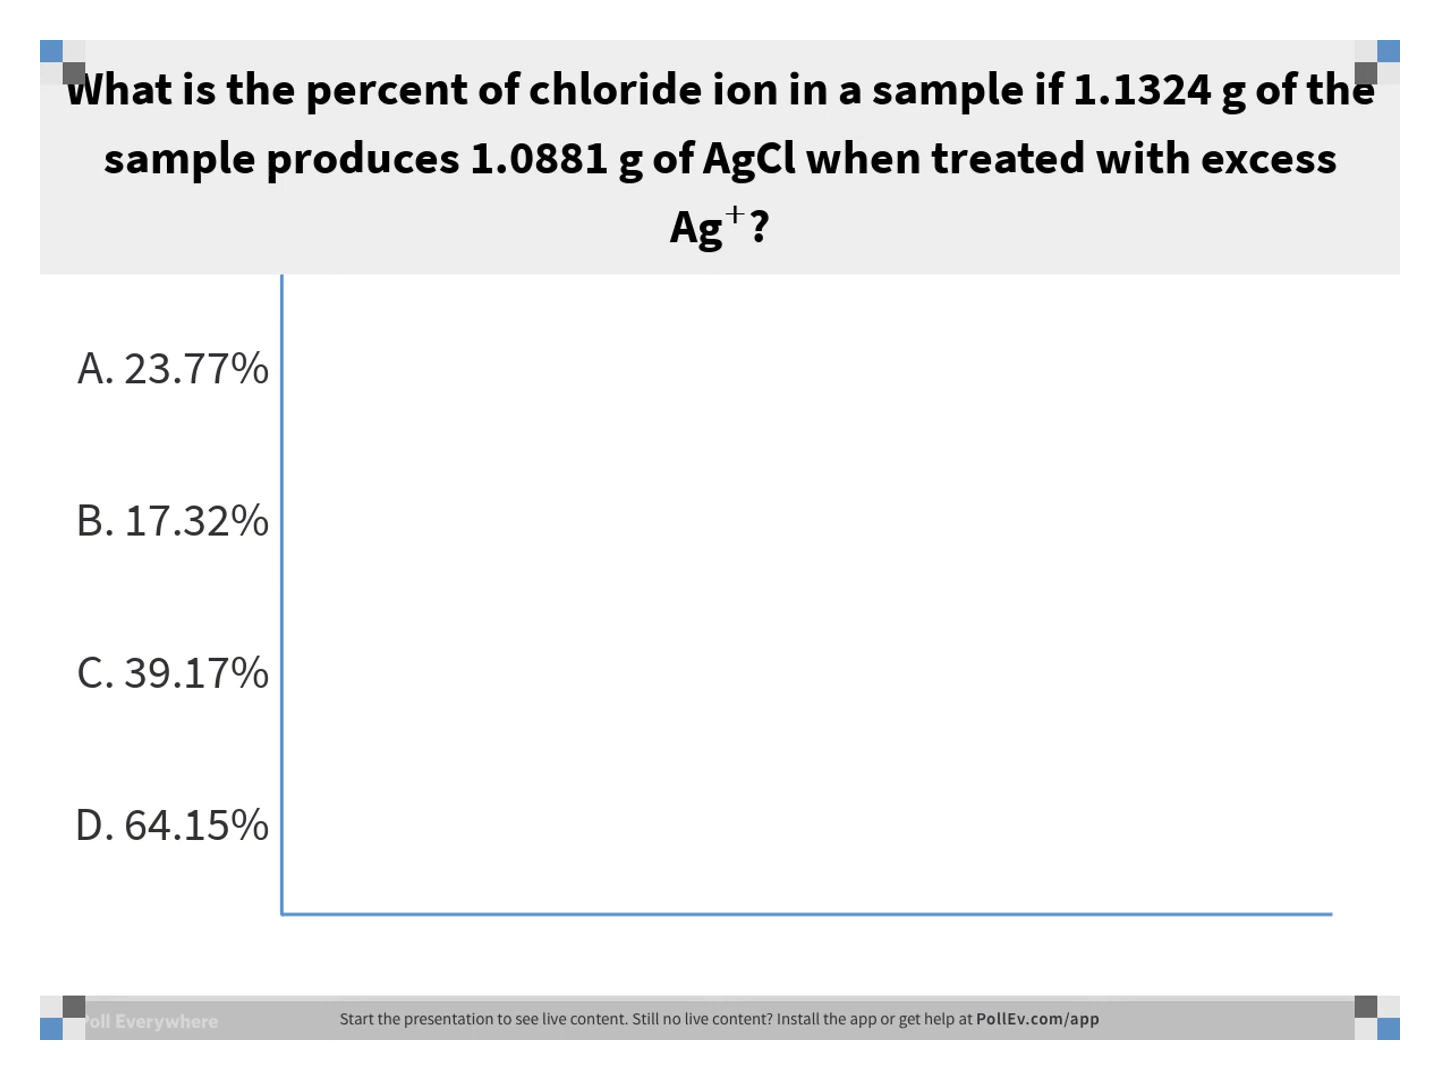 What is the percent of chloride ion in a sample if 1.1324 g of the
sample produces 1.0881 g of AgCl when treated with excess
Ag⁺?
A. 23.77%
B. 17.32%
C. 39.17%
D. 64.15%
Poll Everywhere
Start the presentation to see live content. Still no live content? Install the app or get help at PollEv.com/app